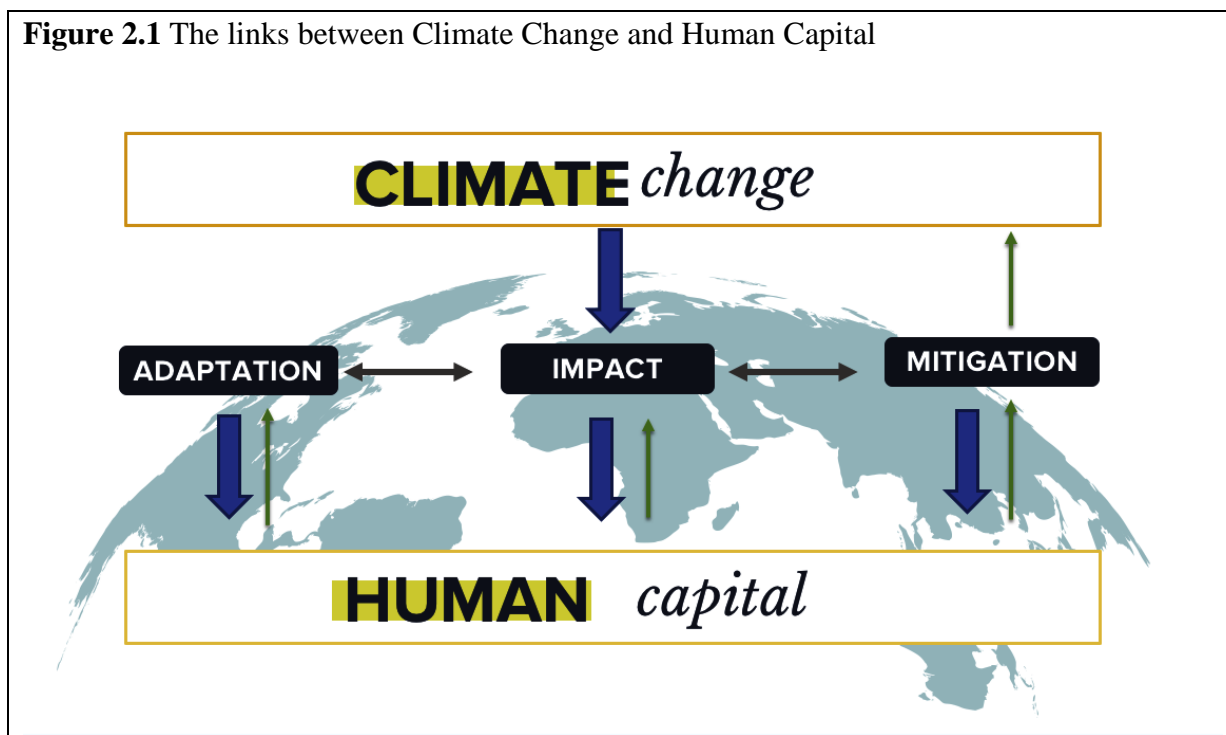 Figure 2.1 The links between Climate Change and Human Capital
CLIMATE change
ADAPTATION IMPACT MITIGATION
HUMAN capital